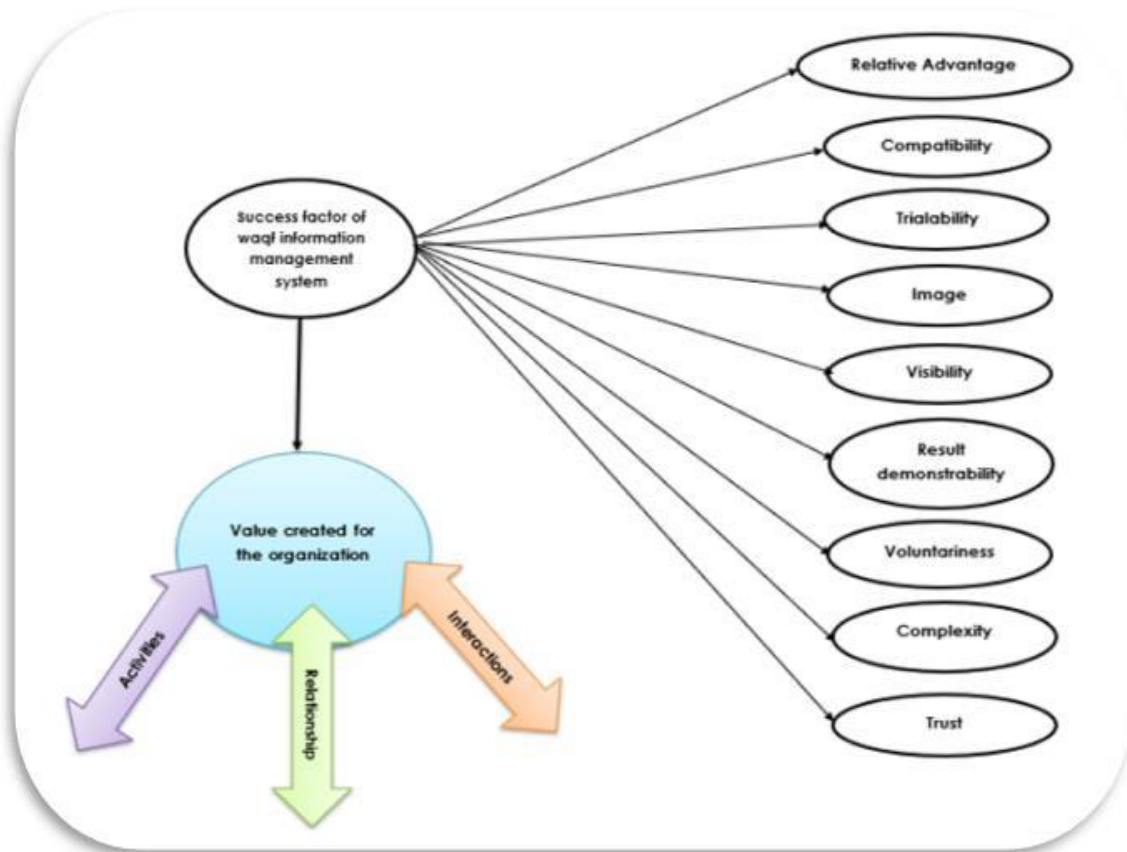 Relative Advantage
Compatibility
Success factor of
waqf information
management
system
Trialability
Image
Visibility
Result
demonstrability
Value created for
the organization
Voluntariness
Activities
Relationship
Interactions
Complexity
Trust